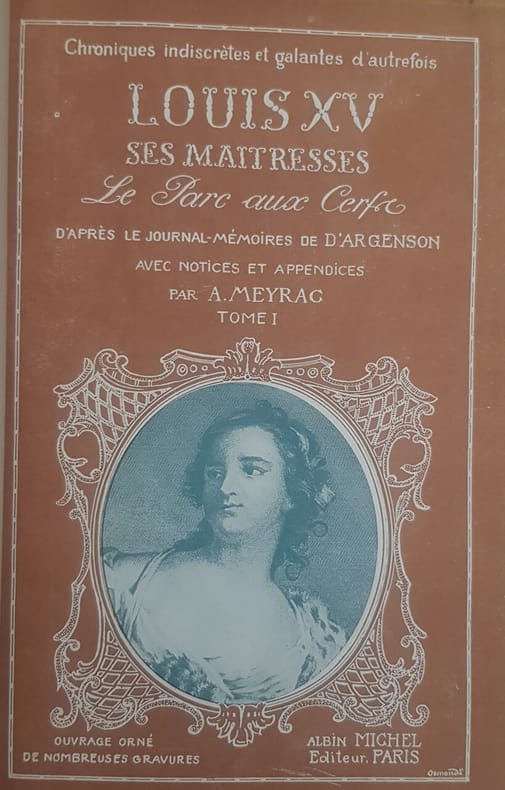 Chroniques indiscrètes et galantes d'autrefois
LOUIS XV
SES MAITRESSES
Le Parc aux Cerfs
D'APRÈS LE JOURNAL-MÉMOIRES DE D'ARGENSON
AVEC NOTICES ET APPENDICES
PAR A. MEYRAC
TOME I
OUVRAGE ORNÉ
DE NOMBREUSES GRAVURES
ALBIN MICHEL
Editeur, PARIS